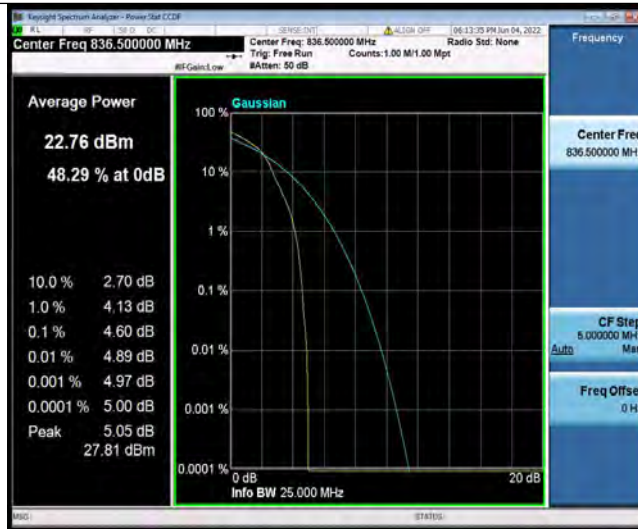 Keysight Spectrum Analyzer - Power Stat CCDF
RL RF 50 Ω DC SENSE:INT ALIGN OFF 06:13:35 PM Jun 04, 2022
Center Freq 836.500000 MHz
Center Freq: 836.500000 MHz Radio Std: None
Trig: Free Run Counts:1.00 M/1.00 Mpt
#IFGain:Low #Atten: 50 dB
Frequency
Average Power
22.76 dBm
48.29 % at 0dB
10.0 % 2.70 dB
1.0 % 4.13 dB
0.1 % 4.60 dB
0.01 % 4.89 dB
0.001 % 4.97 dB
0.0001 % 5.00 dB
Peak 5.05 dB
27.81 dBm
Gaussian
100 %
10 %
1 %
0.1 %
0.01 %
0.001 %
0.0001 %
0 dB 20 dB
Info BW 25.000 MHz
Center Freq
836.500000 MH
CF Step
5.000000 MH
Auto Ma
Freq Offse
0 H
MSG STATUS